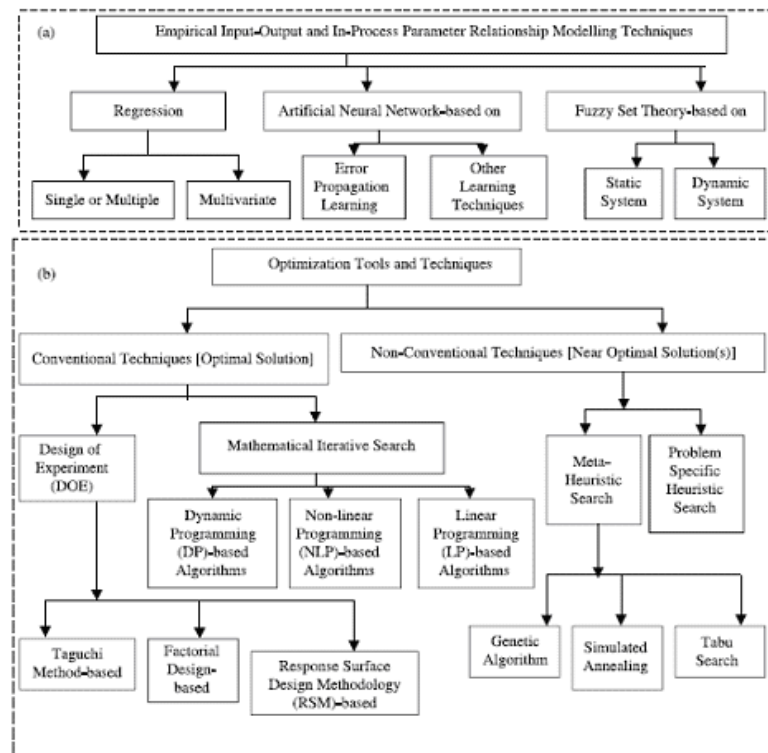 (a)
Empirical Input-Output and In-Process Parameter Relationship Modelling Techniques
Regression
Artificial Neural Network-based on
Fuzzy Set Theory-based on
Single or Multiple
Multivariate
Error
Propagation
Learning
Other
Learning
Techniques
Static
System
Dynamic
System
(b)
Optimization Tools and Techniques
Conventional Techniques [Optimal Solution]
Non-Conventional Techniques [Near Optimal Solution(s)]
Design of
Experiment
(DOE)
Mathematical Iterative Search
Meta-
Heuristic
Search
Problem
Specific
Heuristic
Search
Dynamic
Programming
(DP)-based
Algorithms
Non-linear
Programming
(NLP)-based
Algorithms
Linear
Programming
(LP)-based
Algorithms
Taguchi
Method-based
Factorial
Design-
based
Response Surface
Design Methodology
(RSM)-based
Genetic
Algorithm
Simulated
Annealing
Tabu
Search